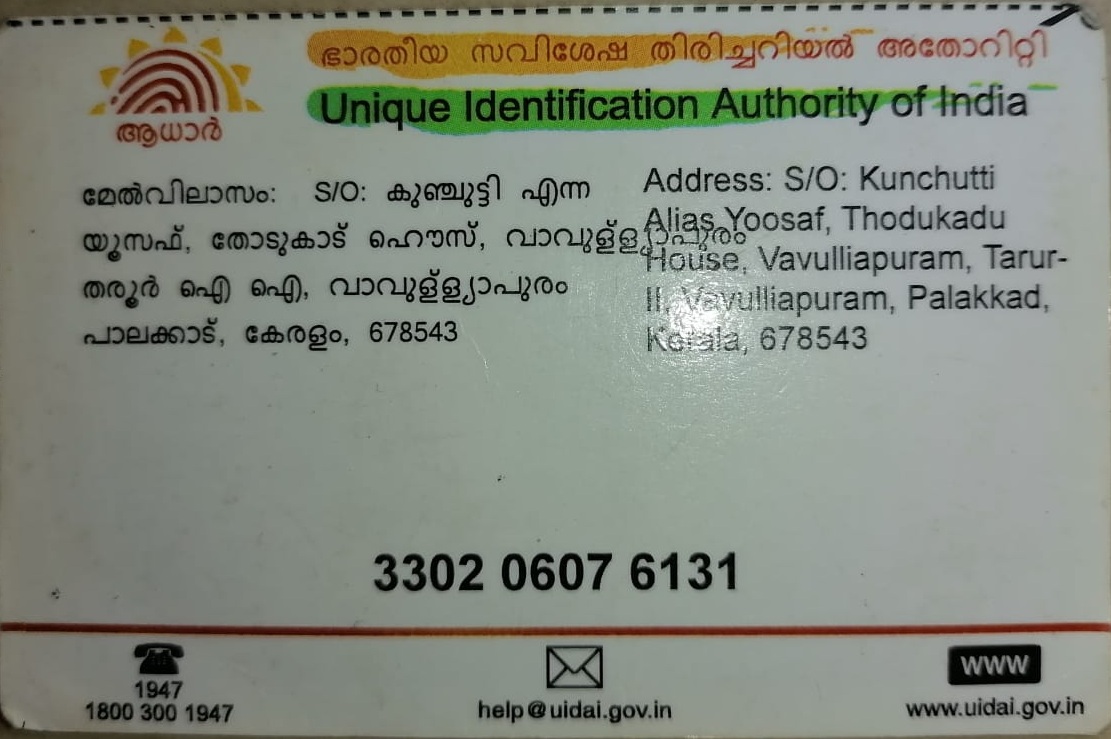 ഭാരതീയ സവിശേഷ തിരിച്ചറിയൽ അതോറിറ്റി
Unique Identification Authority of India
ആധാർ
മേൽവിലാസം: S/O: കുഞ്ചുട്ടി എന്ന
യൂസഫ്, തോടുകാട് ഹൌസ്, വാവുള്ള്യാപുരം
തരൂർ ഐ ഐ, വാവുള്ള്യാപുരം
പാലക്കാട്, കേരളം, 678543
Address: S/O: Kunchutti
Alias Yoosaf, Thodukadu
House, Vavulliapuram, Tarur-
II, Vavulliapuram, Palakkad,
Kerala, 678543
3302 0607 6131
1947
1800 300 1947
help@uidai.gov.in
www
www.uidai.gov.in